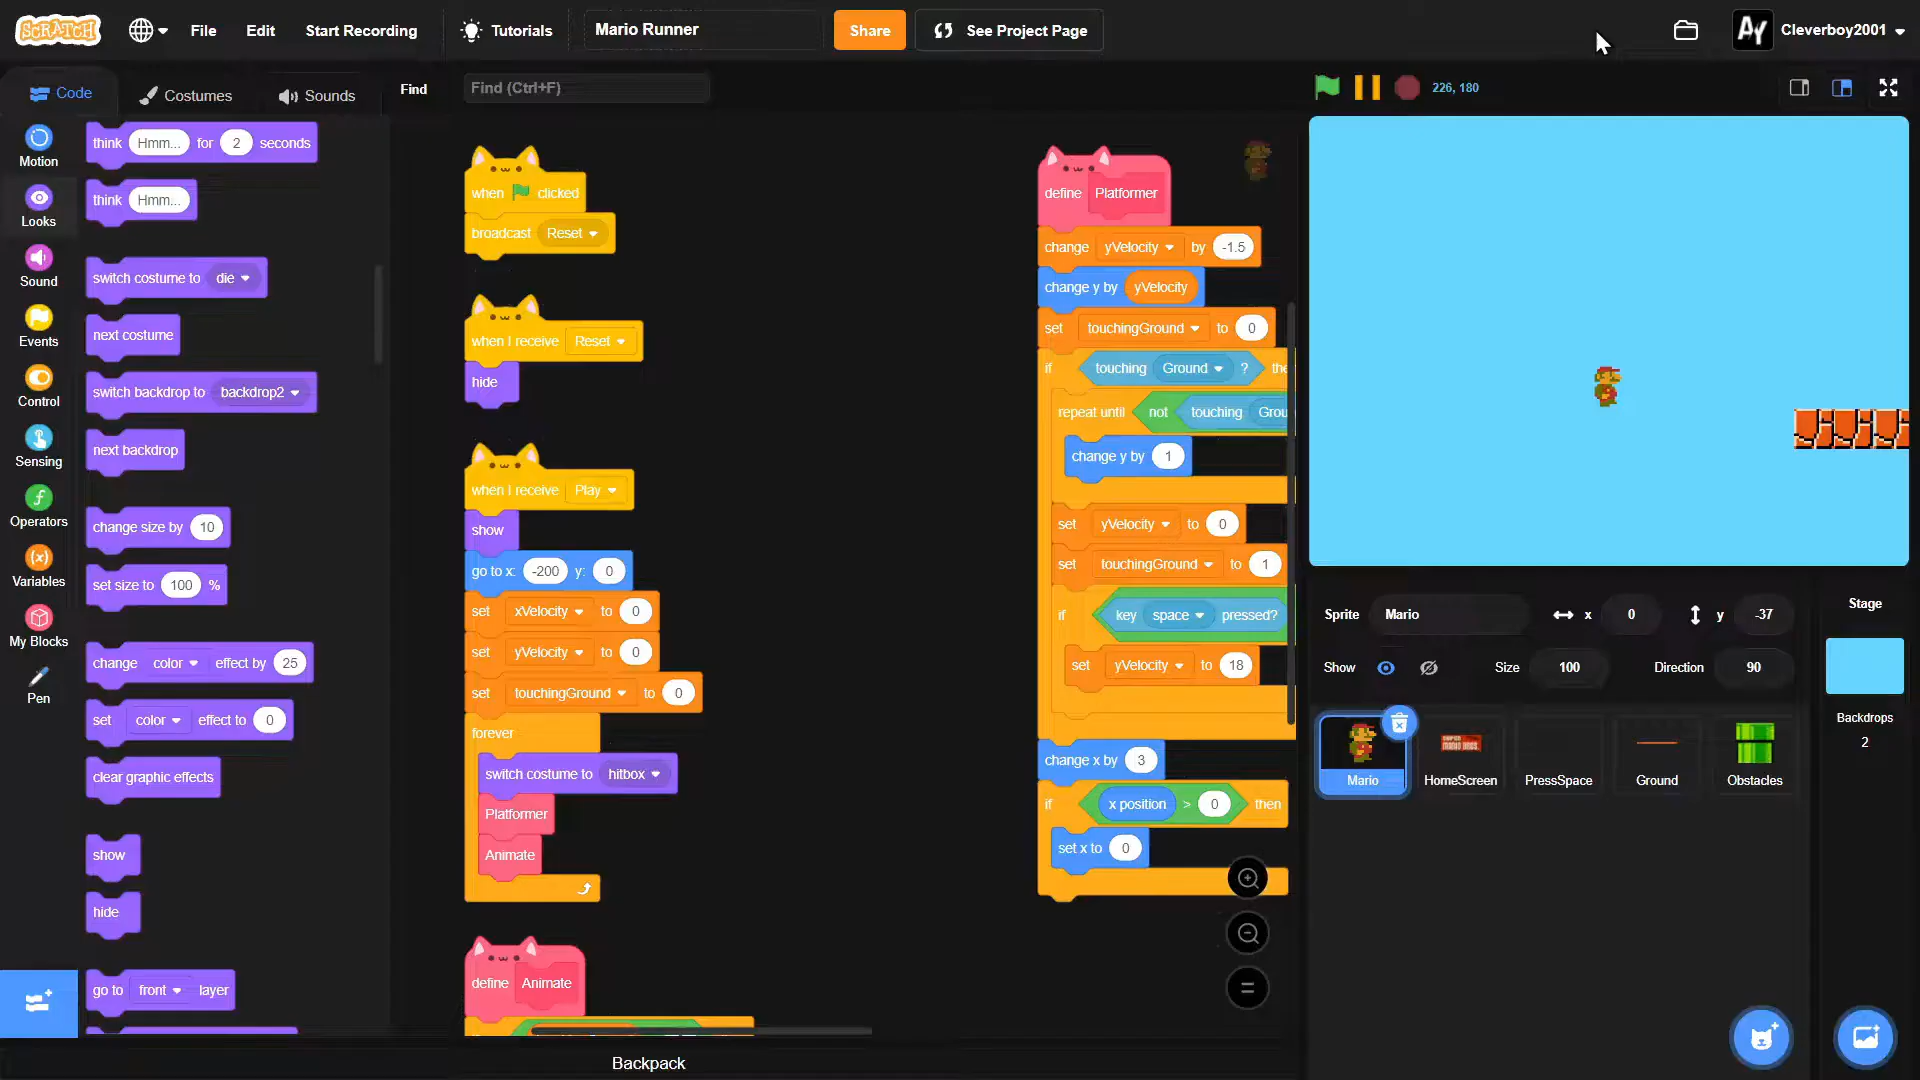 SCRATCH
File
Edit
Start Recording
Tutorials
Mario Runner
Share
See Project Page
Ay
Cleverboy2001
Code
Costumes
Sounds
Find
Find (Ctrl+F)
226, 180
Motion
Looks
Sound
Events
Control
Sensing
Operators
Variables
My Blocks
Pen
think Hmm... for 2 seconds
think Hmm...
switch costume to die
next costume
switch backdrop to backdrop2
next backdrop
change size by 10
set size to 100 %
change color effect by 25
set color effect to 0
clear graphic effects
show
hide
go to front layer
when clicked
broadcast Reset
when I receive Reset
hide
when I receive Play
show
go to x: -200 y: 0
set xVelocity to 0
set yVelocity to 0
set touchingGround to 0
forever
switch costume to hitbox
Platformer
Animate
define Animate
define Platformer
change yVelocity by -1.5
change y by yVelocity
set touchingGround to 0
if touching Ground ? the
repeat until not touching Grou
change y by 1
set yVelocity to 0
set touchingGround to 1
if key space pressed?
set yVelocity to 18
change x by 3
if x position > 0 then
set x to 0
Backpack
Sprite Mario x 0 y -37
Show Size 100 Direction 90
Mario
HomeScreen
PressSpace
Ground
Obstacles
Stage
Backdrops
2